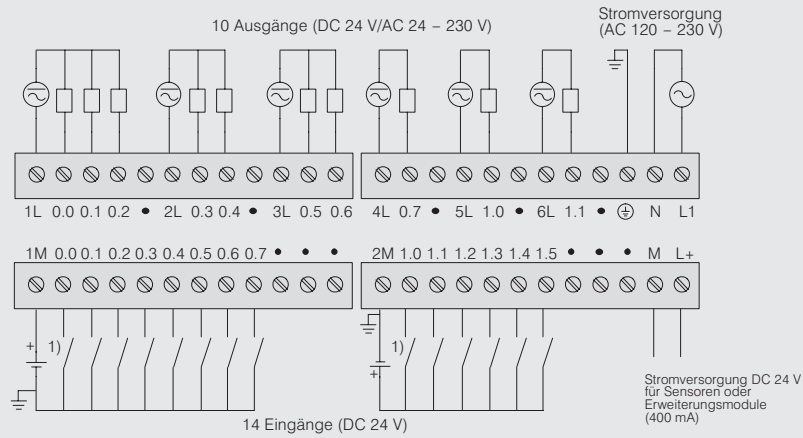 10 Ausgänge (DC 24 V/AC 24 – 230 V)
Stromversorgung
(AC 120 – 230 V)
1L 0.0 0.1 0.2 • 2L 0.3 0.4 • 3L 0.5 0.6 4L 0.7 • 5L 1.0 • 6L 1.1 • N L1
1M 0.0 0.1 0.2 0.3 0.4 0.5 0.6 0.7 • • • 2M 1.0 1.1 1.2 1.3 1.4 1.5 • • • M L+
+ 1) 1)
+
Stromversorgung DC 24 V
für Sensoren oder
Erweiterungsmodule
(400 mA)
14 Eingänge (DC 24 V)